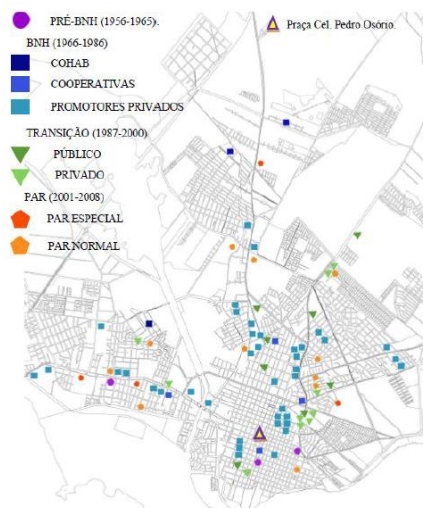 PRÉ-BNH (1956-1965).
Praça Cel. Pedro Osório.
BNH (1966-1986)
COHAB
COOPERATIVAS
PROMOTORES PRIVADOS
TRANSIÇÃO (1987-2000)
PÚBLICO
PRIVADO
PAR (2001-2008)
PAR ESPECIAL
PAR NORMAL